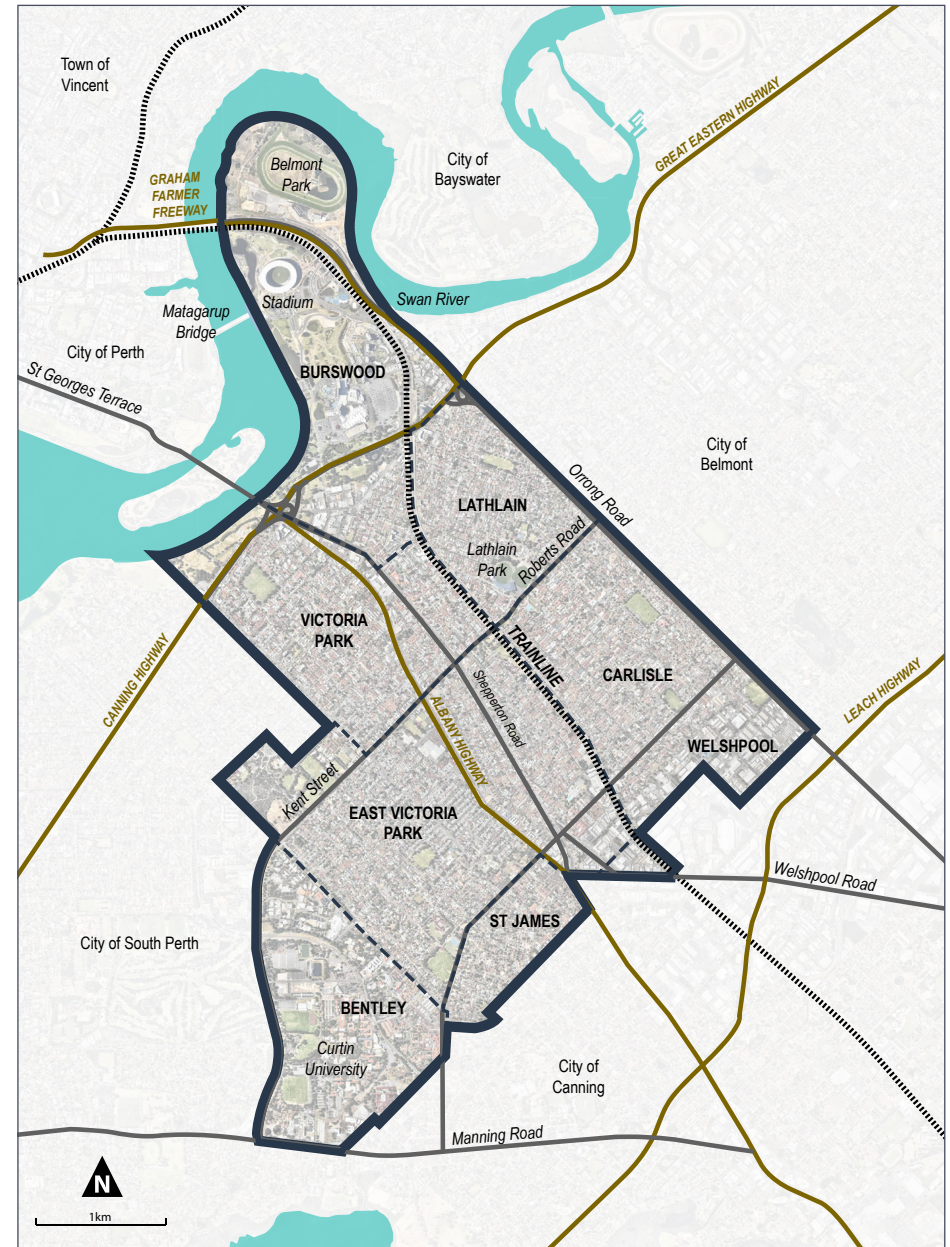 Town of
Vincent
Belmont
Park
City of
Bayswater
GREAT EASTERN HIGHWAY
GRAHAM
FARMER
FREEWAY
Stadium
Swan River
Matagarup
Bridge
City of Perth
BURSWOOD
St Georges Terrace
City of
Belmont
Orrong Road
LATHLAIN
Lathlain
Park
Roberts Road
VICTORIA
PARK
TRAINLINE
CARLISLE
CANNING HIGHWAY
Shepperton Road
ALBANY HIGHWAY
LEACH HIGHWAY
WELSHPOOL
Kent Street
EAST VICTORIA
PARK
Welshpool Road
ST JAMES
City of South Perth
BENTLEY
Curtin
University
City of
Canning
Manning Road
N
1km